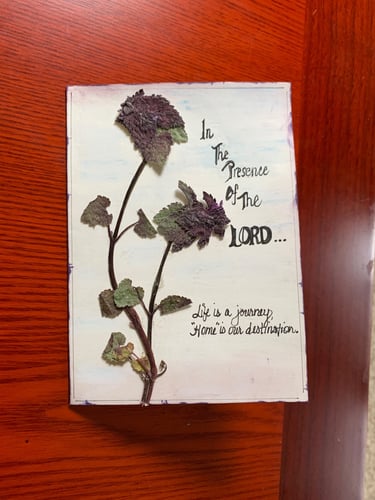 In
The
Presence
Of The
LORD...
Life is a journey,
"Home" is our destination.